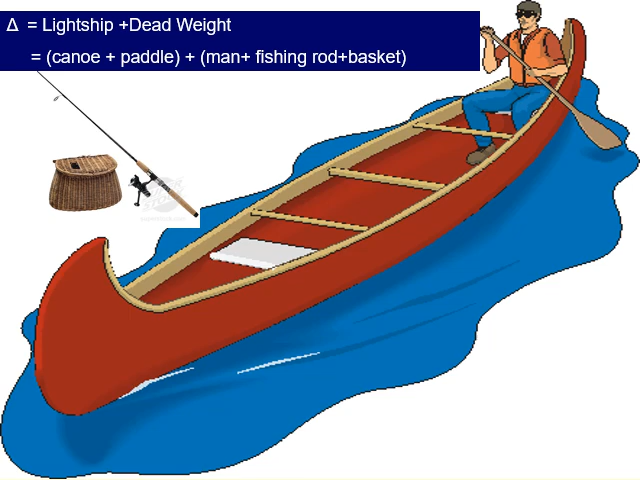 Δ = Lightship +Dead Weight
= (canoe + paddle) + (man+ fishing rod+basket)